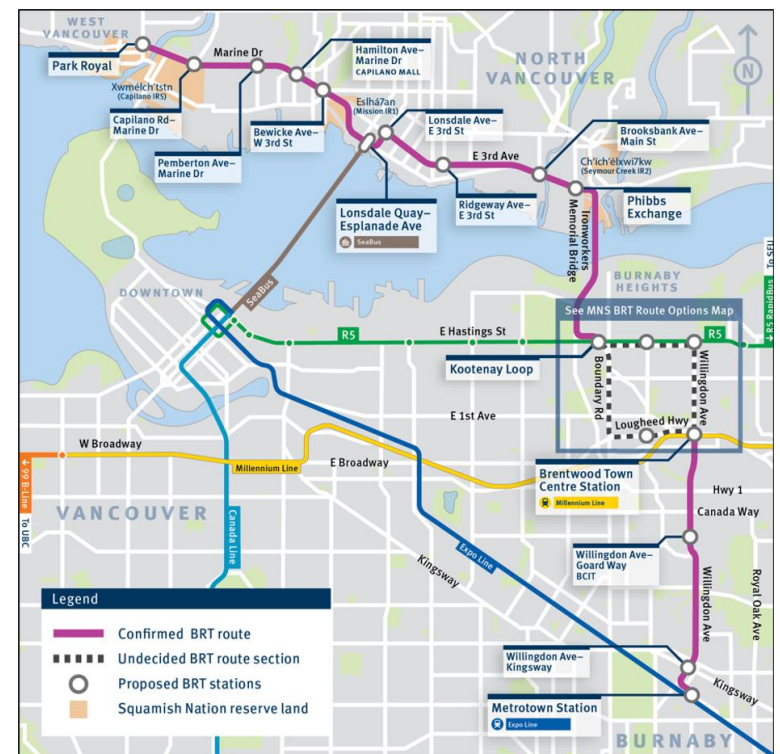 WEST
VANCOUVER
Park Royal
Marine Dr
Hamilton Ave–
Marine Dr
CAPILANO MALL
NORTH
VANCOUVER
N
Xwmélch'tstn
(Capilano IR5)
Capilano Rd–
Marine Dr
Eslhá7an
(Mission IR1)
Lonsdale Ave–
E 3rd St
Brooksbank Ave–
Main St
Bewicke Ave–
W 3rd St
Pemberton Ave–
Marine Dr
E 3rd Ave
Ch'ich'élxwi7kw
(Seymour Creek IR2)
Lonsdale Quay–
Esplanade Ave
SeaBus
Ridgeway Ave–
E 3rd St
Phibbs
Exchange
Ironworkers
Memorial Bridge
To SFU
R5 RapidBus
DOWNTOWN
SeaBus
BURNABY
HEIGHTS
See MNS BRT Route Options Map
R5
E Hastings St
R5
Kootenay Loop
Boundary Rd
Willingdon Ave
E 1st Ave
Lougheed Hwy
W Broadway
Millennium Line
E Broadway
99 B-Line
To UBC
Brentwood Town
Centre Station
Millennium Line
VANCOUVER
Canada Line
Hwy 1
Canada Way
Expo Line
Kingsway
Willingdon Ave–
Goard Way
BCIT
Willingdon Ave
Royal Oak Ave
Legend
Confirmed BRT route
Undecided BRT route section
Proposed BRT stations
Squamish Nation reserve land
Willingdon Ave–
Kingsway
Kingsway
Metrotown Station
Expo Line
BURNABY